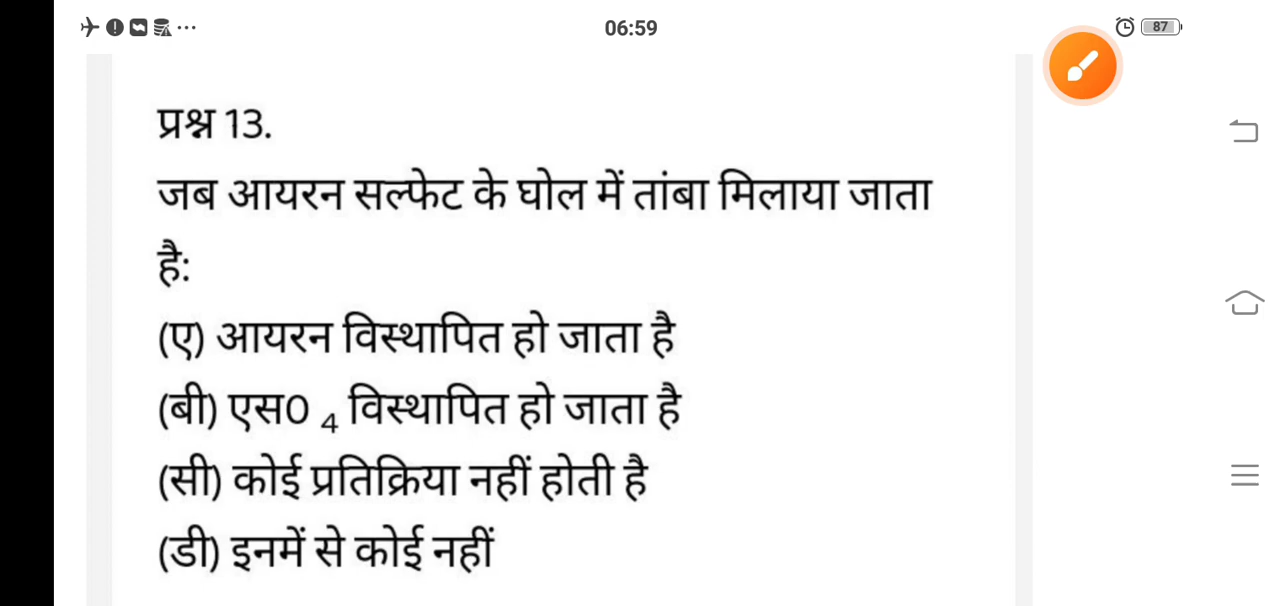 06:59
87
प्रश्न 13.
जब आयरन सल्फेट के घोल में तांबा मिलाया जाता
है:
(ए) आयरन विस्थापित हो जाता है
(बी) एस0 4 विस्थापित हो जाता है
(सी) कोई प्रतिक्रिया नहीं होती है
(डी) इनमें से कोई नहीं